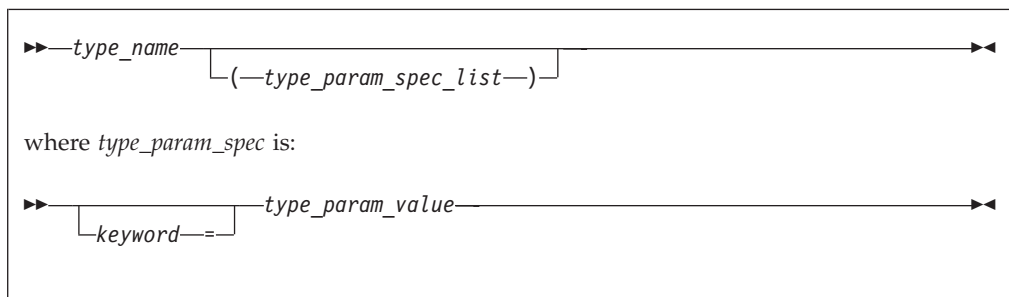 type_name
( type_param_spec_list )
where type_param_spec is:
type_param_value
keyword =